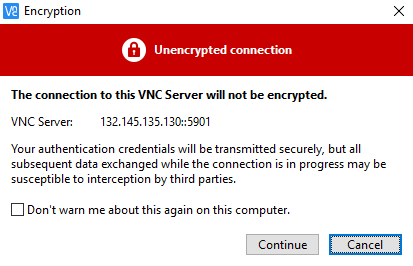 VE Encryption
Unencrypted connection
The connection to this VNC Server will not be encrypted.
VNC Server: 132.145.135.130::5901
Your authentication credentials will be transmitted securely, but all
subsequent data exchanged while the connection is in progress may be
susceptible to interception by third parties.
Don't warn me about this again on this computer.
Continue Cancel